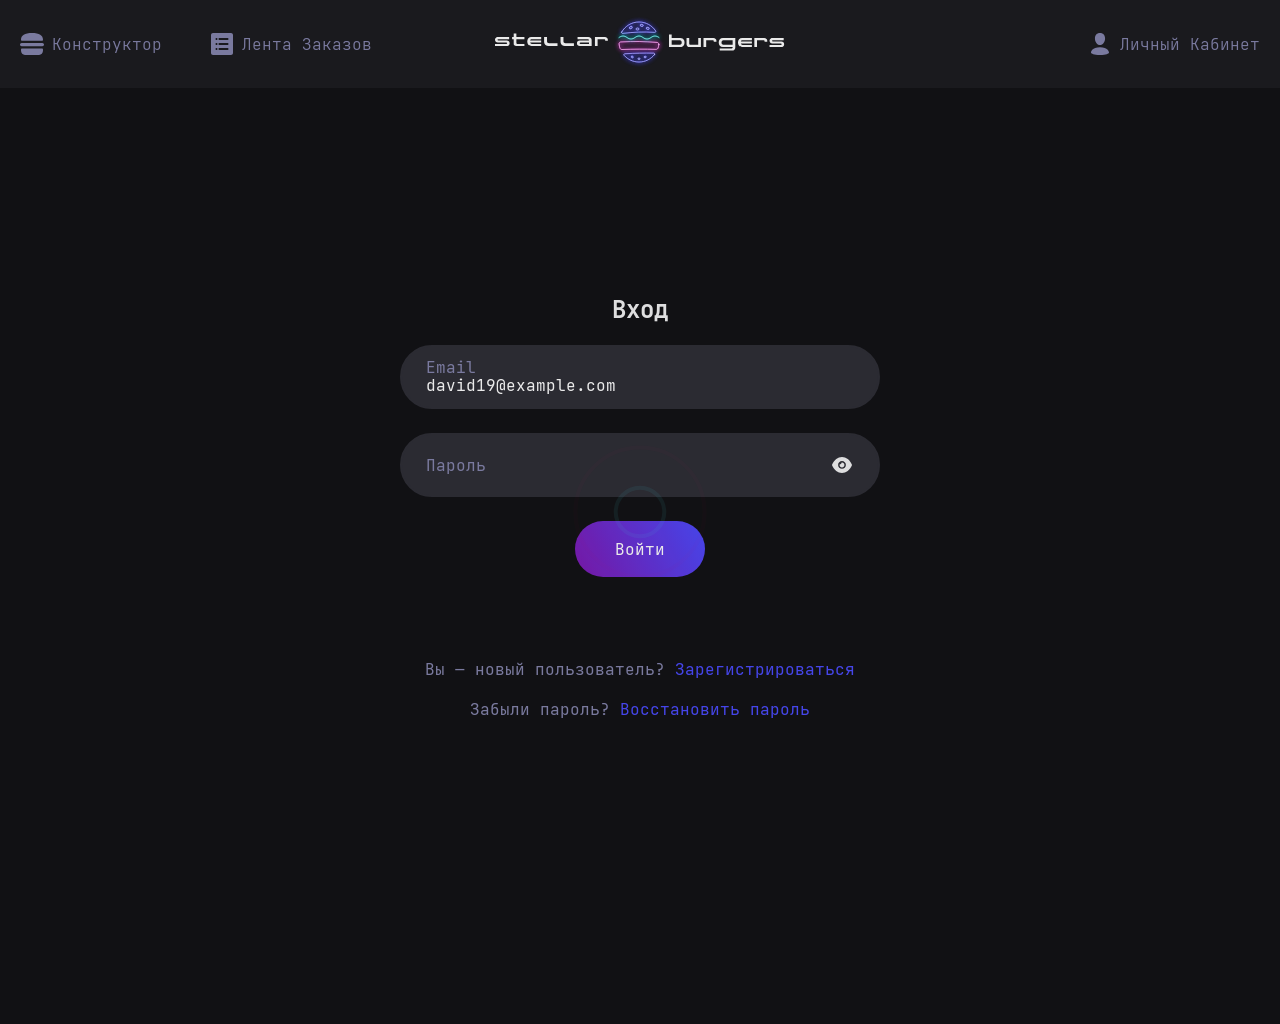 Конструктор
Лента Заказов
stellar burgers
Личный Кабинет
Вход
Email
david19@example.com
Пароль
Войти
Вы — новый пользователь? Зарегистрироваться
Забыли пароль? Восстановить пароль